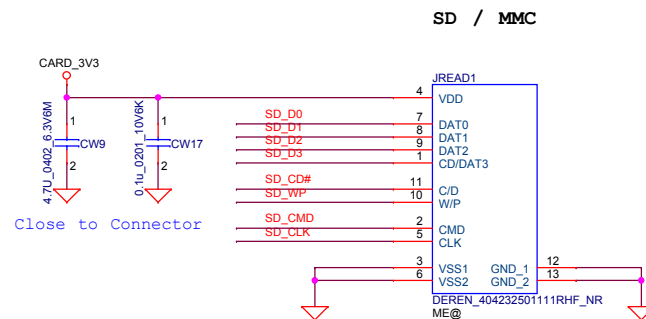 SD / MMC
CARD_3V3
JREAD1
4 VDD
1
4.7U_0402_6.3V6M
CW9
2
1
0.1u_0201_10V6K
CW17
2
Close to Connector
SD_D0 7 DAT0
SD_D1 8 DAT1
SD_D2 9 DAT2
SD_D3 1 CD/DAT3
SD_CD# 11 C/D
SD_WP 10 W/P
SD_CMD 2 CMD
SD_CLK 5 CLK
3 VSS1 GND_1 12
6 VSS2 GND_2 13
DEREN_404232501111RHF_NR
ME@